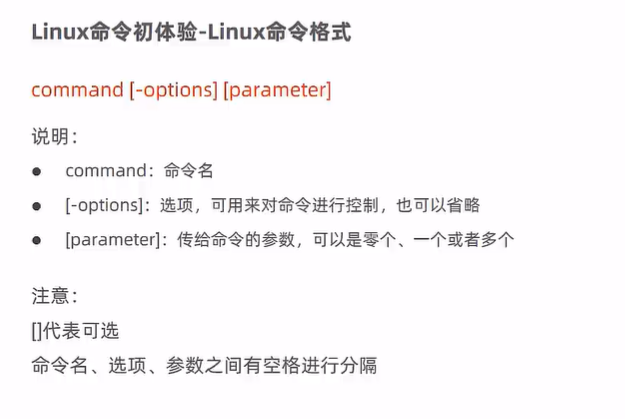 Linux命令初体验-Linux命令格式
command [-options] [parameter]
说明：
● command：命令名
● [-options]：选项，可用来对命令进行控制，也可以省略
● [parameter]：传给命令的参数，可以是零个、一个或者多个
注意：
[]代表可选
命令名、选项、参数之间有空格进行分隔